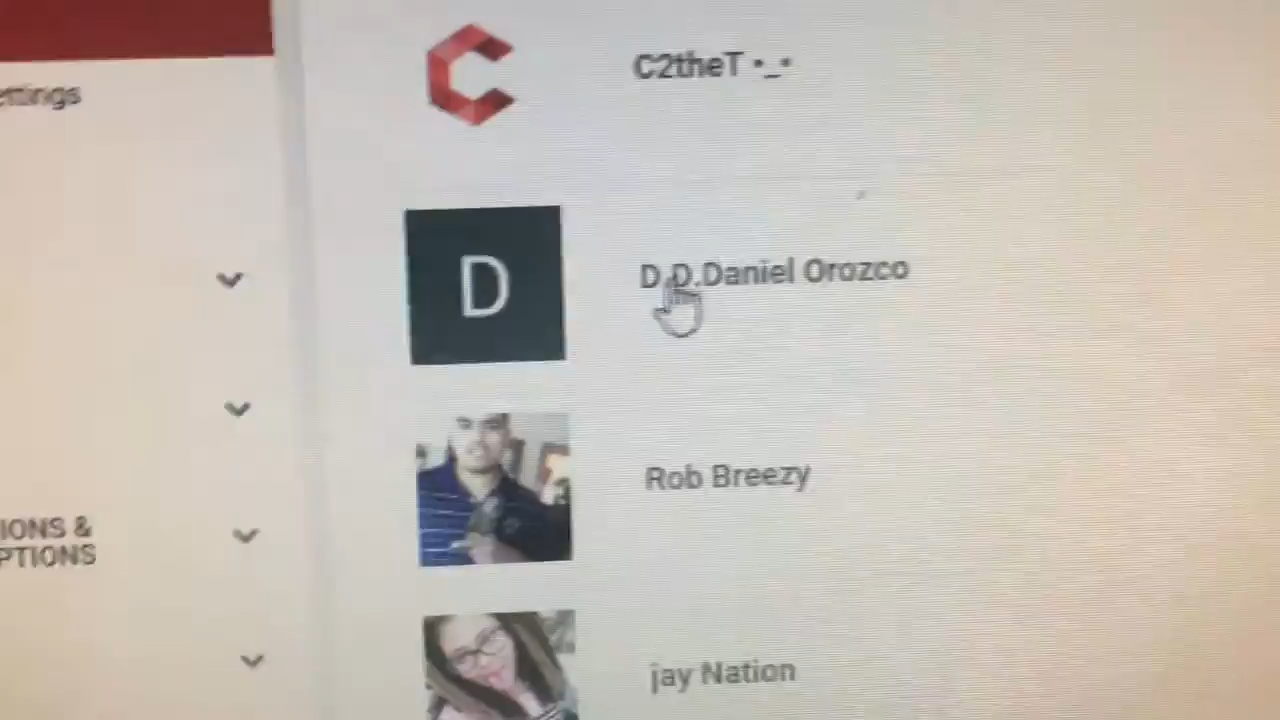 C2theT •_•
ettings
D
D.D.Daniel Orozco
Rob Breezy
IONS &
PTIONS
jay Nation